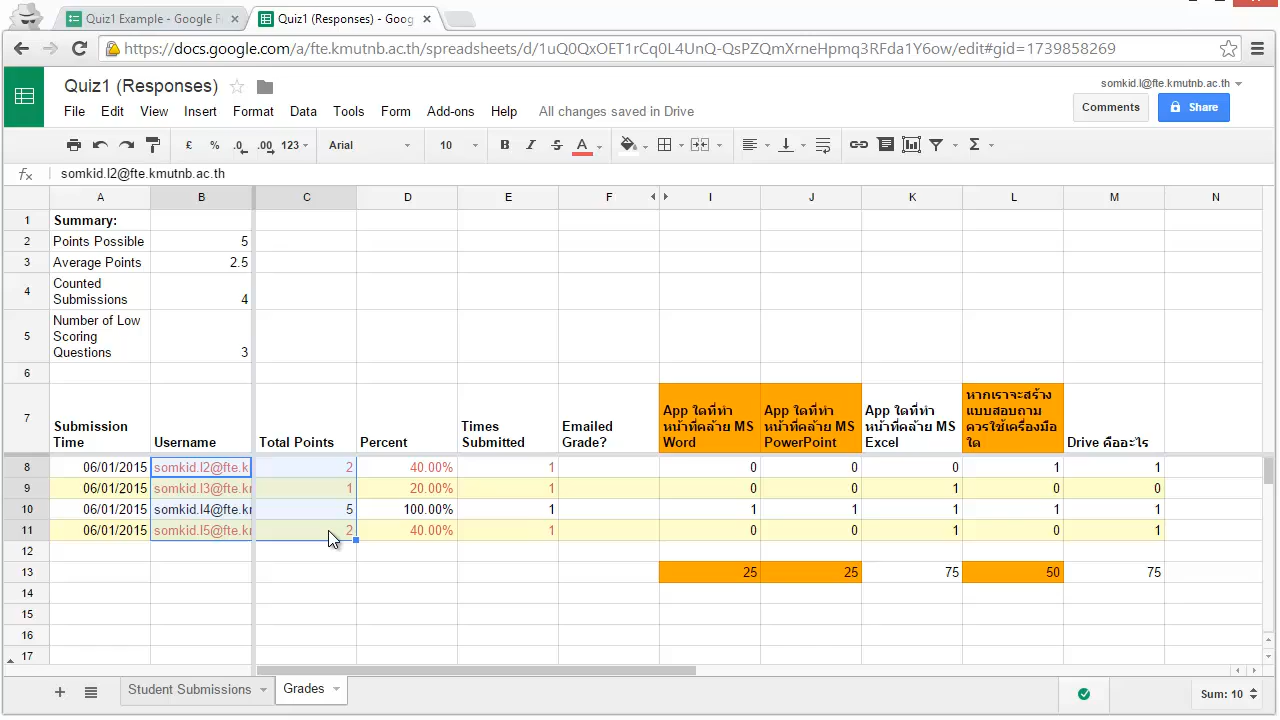 Quiz1 Example - Google F
Quiz1 (Responses) - Goog
https://docs.google.com/a/fte.kmutnb.ac.th/spreadsheets/d/1uQ0QxOET1rCq0L4UnQ-QsPZQmXrneHpmq3RFda1Y6ow/edit#gid=1739858269
Quiz1 (Responses)
somkid.l@fte.kmutnb.ac.th
File Edit View Insert Format Data Tools Form Add-ons Help All changes saved in Drive
Comments
Share
£ % .0 .00 123 Arial 10 B I S A Σ
fx somkid.l2@fte.kmutnb.ac.th
A B C D E F I J K L M N
1 Summary:
2 Points Possible 5
3 Average Points 2.5
4 Counted
Submissions 4
5 Number of Low
Scoring
Questions 3
6
7 Submission
Time
Username
Total Points
Percent
Times
Submitted
Emailed
Grade?
App ใดที่ทำ
หน้าที่คล้าย MS
Word
App ใดที่ทำ
หน้าที่คล้าย MS
PowerPoint
App ใดที่ทำ
หน้าที่คล้าย MS
Excel
หากเราจะสร้าง
แบบสอบถาม
ควรใช้เครื่องมือ
ใด
Drive คืออะไร
8 06/01/2015 somkid.l2@fte.k 2 40.00% 1 0 0 0 1 1
9 06/01/2015 somkid.l3@fte.k 1 20.00% 1 0 0 1 0 0
10 06/01/2015 somkid.l4@fte.k 5 100.00% 1 1 1 1 1 1
11 06/01/2015 somkid.l5@fte.k 2 40.00% 1 0 0 1 0 1
12
13 25 25 75 50 75
14
15
16
17
Student Submissions
Grades
Sum: 10